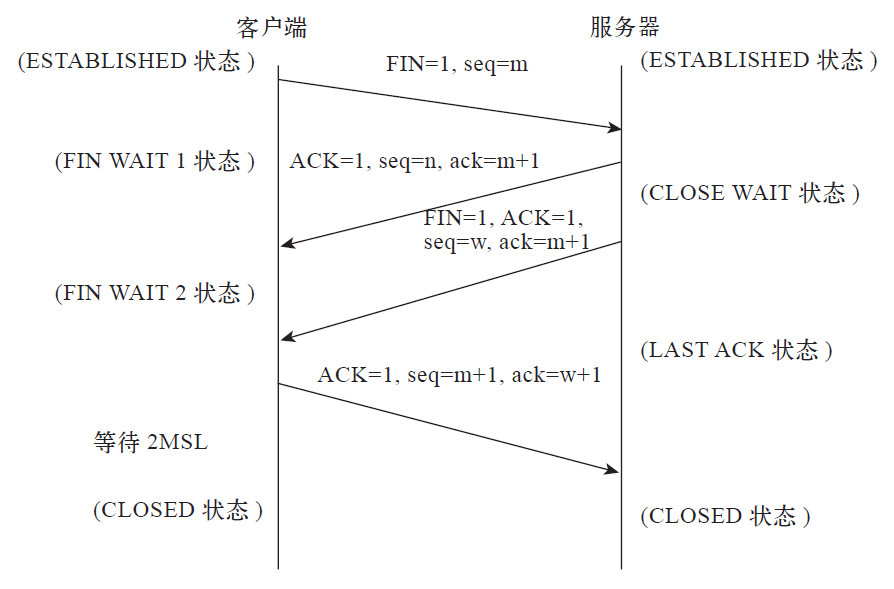 客户端
服务器
(ESTABLISHED 状态 )
FIN=1, seq=m
(ESTABLISHED 状态 )
(FIN WAIT 1 状态 )
ACK=1, seq=n, ack=m+1
(CLOSE WAIT 状态 )
FIN=1, ACK=1,
seq=w, ack=m+1
(FIN WAIT 2 状态 )
(LAST ACK 状态 )
ACK=1, seq=m+1, ack=w+1
等待 2MSL
(CLOSED 状态 )
(CLOSED 状态 )